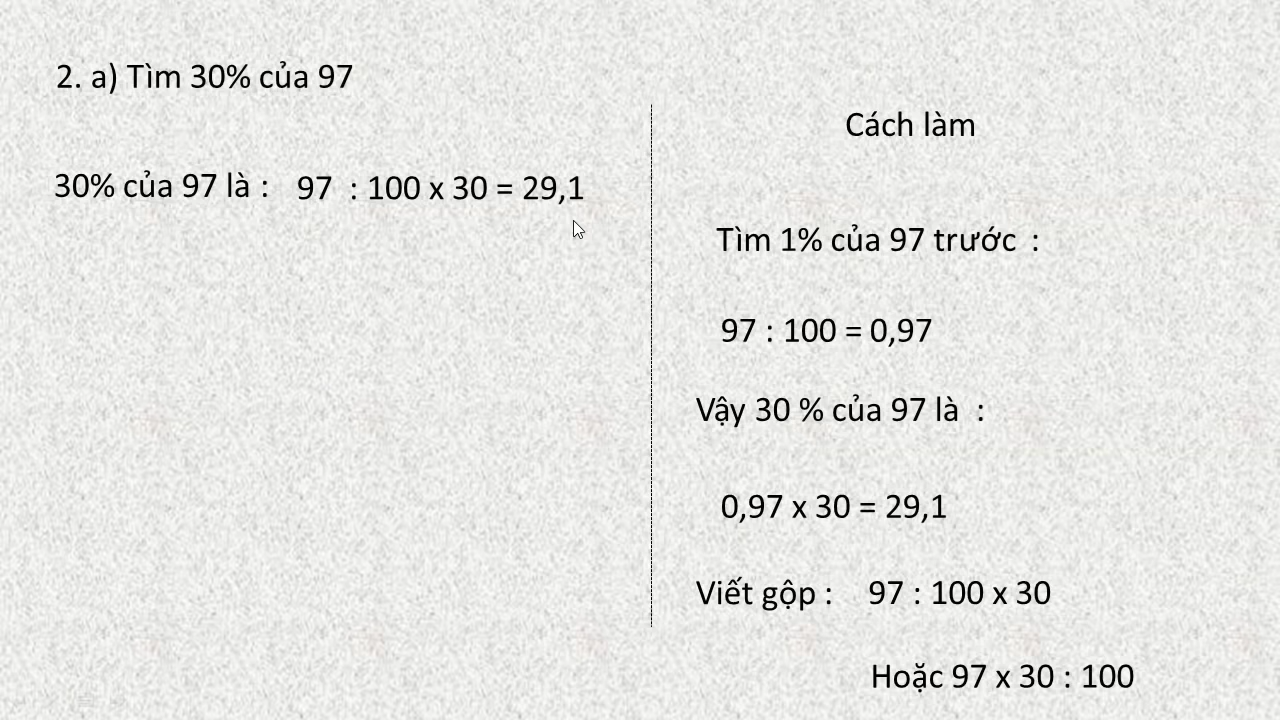 2. a) Tìm 30% của 97
30% của 97 là : 97 : 100 x 30 = 29,1
Cách làm
Tìm 1% của 97 trước :
97 : 100 = 0,97
Vậy 30 % của 97 là :
0,97 x 30 = 29,1
Viết gộp : 97 : 100 x 30
Hoặc 97 x 30 : 100